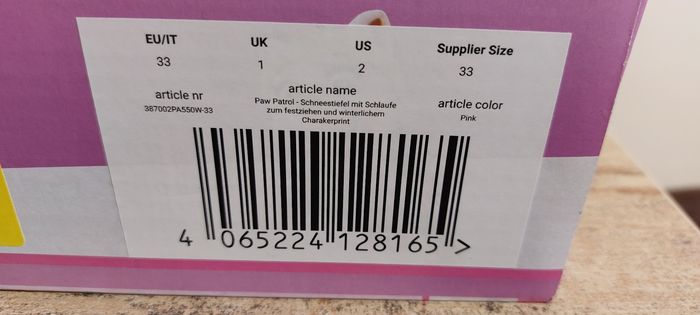 EU/IT UK US Supplier Size
33 1 2 33
article nr article name article color
387002PA550W-33 Paw Patrol - Schneestiefel mit Schlaufe Pink
zum festziehen und winterlichem
Charakerprint
4 065224 128165 >